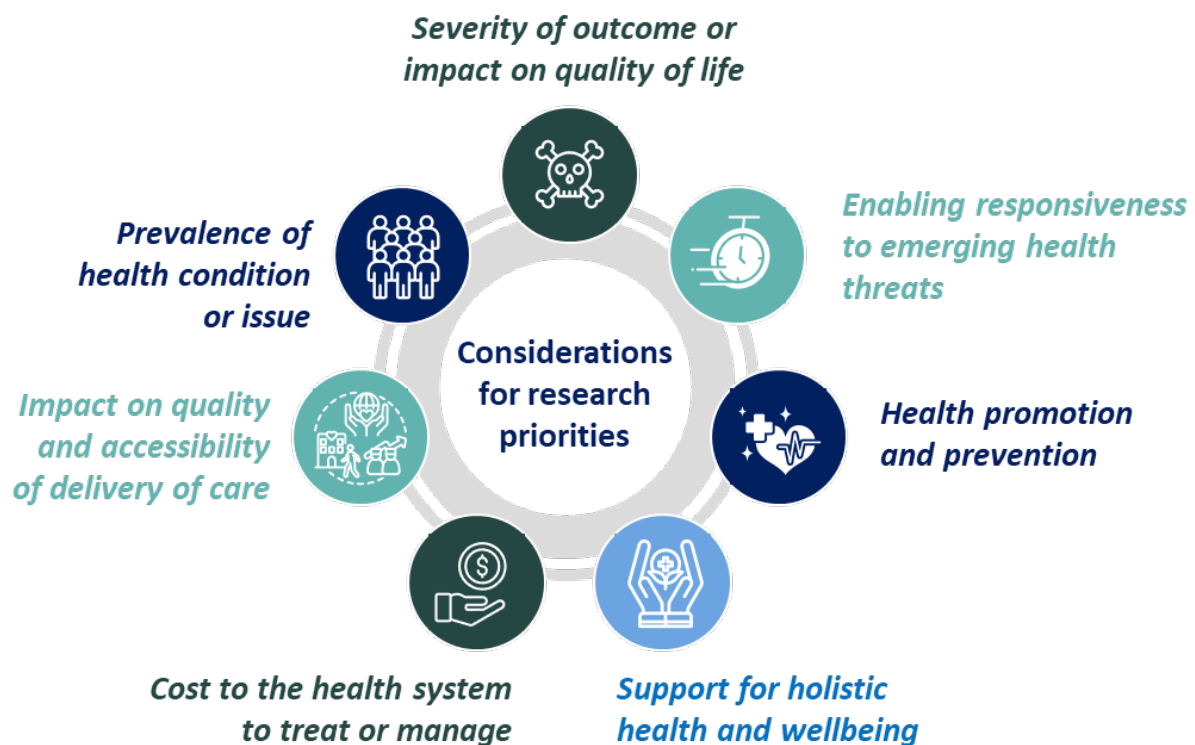 Severity of outcome or
impact on quality of life
Enabling responsiveness
to emerging health
threats
Health promotion
and prevention
Support for holistic
health and wellbeing
Cost to the health system
to treat or manage
Impact on quality
and accessibility
of delivery of care
Prevalence of
health condition
or issue
Considerations
for research
priorities
$